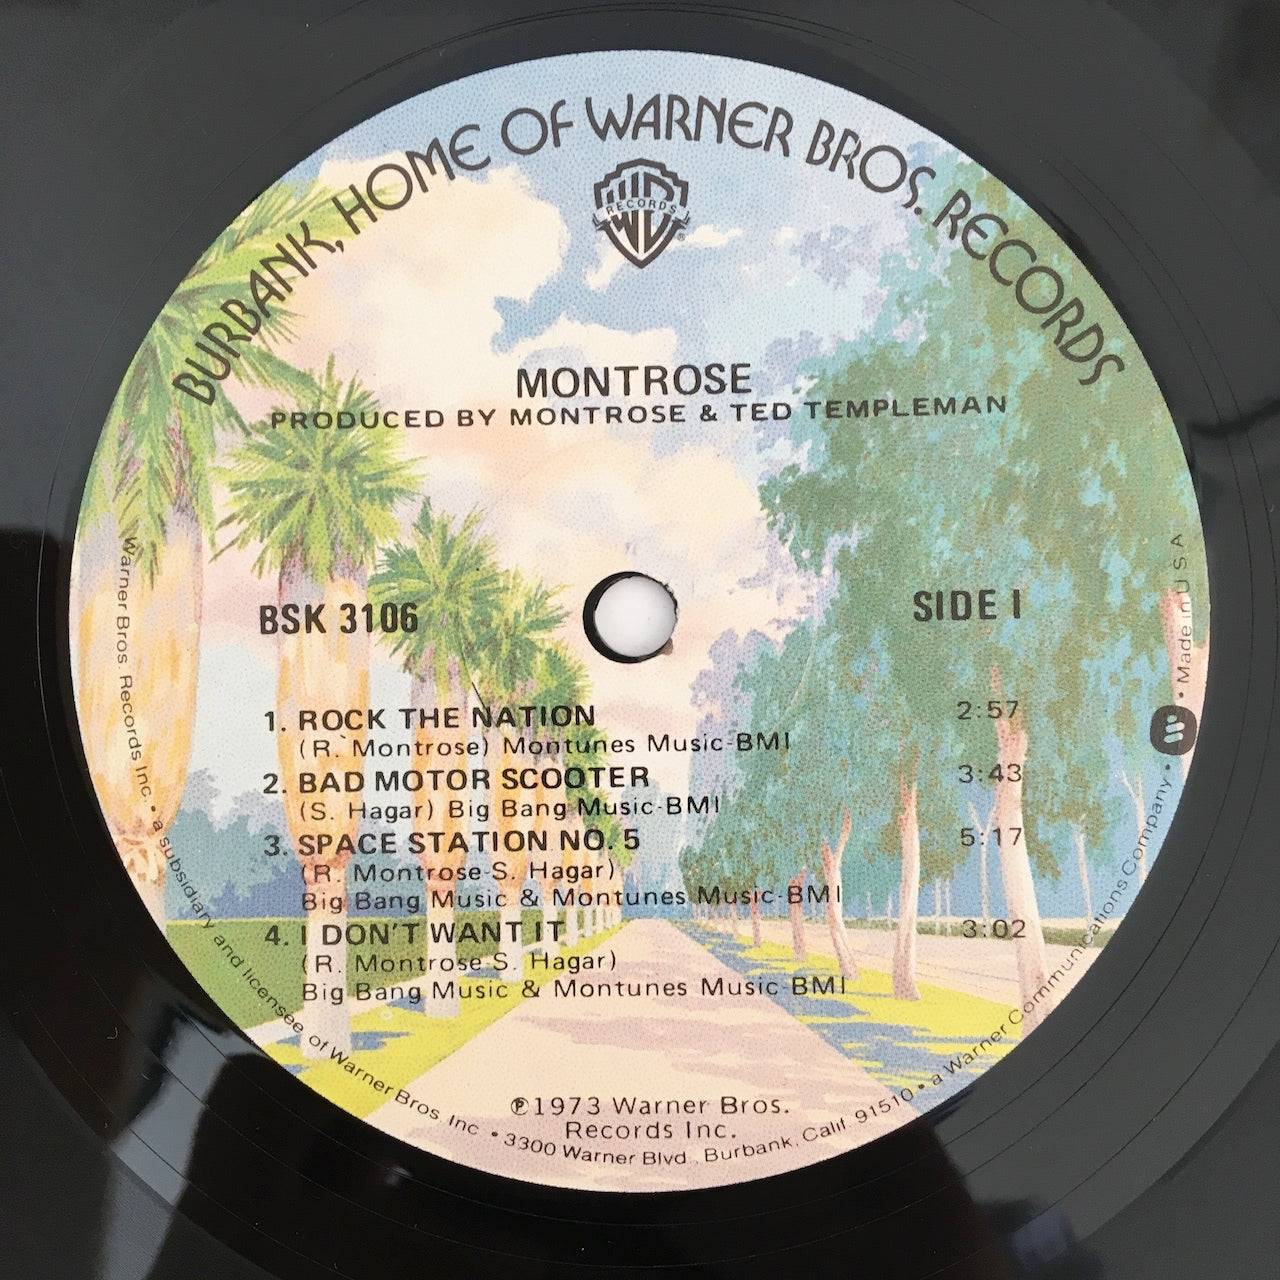 BURBANK, HOME OF WARNER BROS. RECORDS
WB RECORDS ®
MONTROSE
PRODUCED BY MONTROSE & TED TEMPLEMAN
BSK 3106
SIDE I
1. ROCK THE NATION 2:57
(R. Montrose) Montunes Music-BMI
2. BAD MOTOR SCOOTER 3:43
(S. Hagar) Big Bang Music-BMI
3. SPACE STATION NO. 5 5:17
(R. Montrose-S. Hagar)
Big Bang Music & Montunes Music-BMI
4. I DON'T WANT IT 3:02
(R. Montrose-S. Hagar)
Big Bang Music & Montunes Music-BMI
℗1973 Warner Bros.
Records Inc.
Warner Bros. Records Inc. • a subsidiary and licensee of Warner Bros. Inc • 3300 Warner Blvd., Burbank, Calif. 91510 • a Warner Communications Company • W • Made in U S A